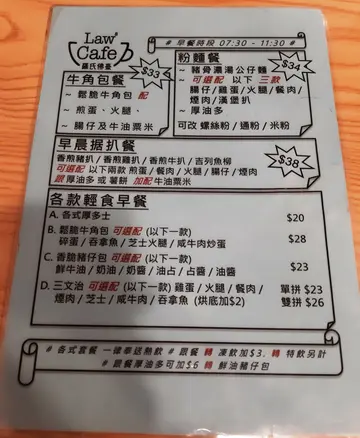 Law'
Cafe
羅氏傳臺
# 早餐時段 07:30 - 11:30 #
牛角包餐
$33
~ 鬆脆牛角包 配
~ 煎蛋、火腿、
~ 腸仔及牛油粟米
粉麵餐
$34
~ 豬骨濃湯公仔麵
~ 可選配 以下 三款
腸仔/雞蛋/火腿/餐肉/
煙肉/漢堡扒
~ 厚油多
可改 螺絲粉/通粉/米粉
早晨据扒餐
$38
香煎豬扒/香煎雞扒/香煎牛扒/吉列魚柳
可選配 以下兩款 煎蛋/餐肉/火腿/腸仔/煙肉
跟 厚油多 或 薯餅 加配 牛油粟米
各款輕食早餐
A. 各式厚多士 $20
B. 鬆脆牛角包 可選配 (以下一款)
碎蛋/吞拿魚/芝士火腿/咸牛肉炒蛋 $28
C. 香脆豬仔包 可選配 (以下一款)
鮮牛油/奶油/奶醬/油占/占醬/油醬 $23
D. 三文治 可選配 (以下一款) 雞蛋/火腿/餐肉/ 單拼 $23
煙肉/芝士/咸牛肉/吞拿魚 (烘底加$2) 雙拼 $26
# 各式套餐 一律奉送熱飲 # 跟餐 轉 凍飲加$3. 轉 特飲另計
# 跟餐厚油多可加$6 轉 鮮油豬仔包